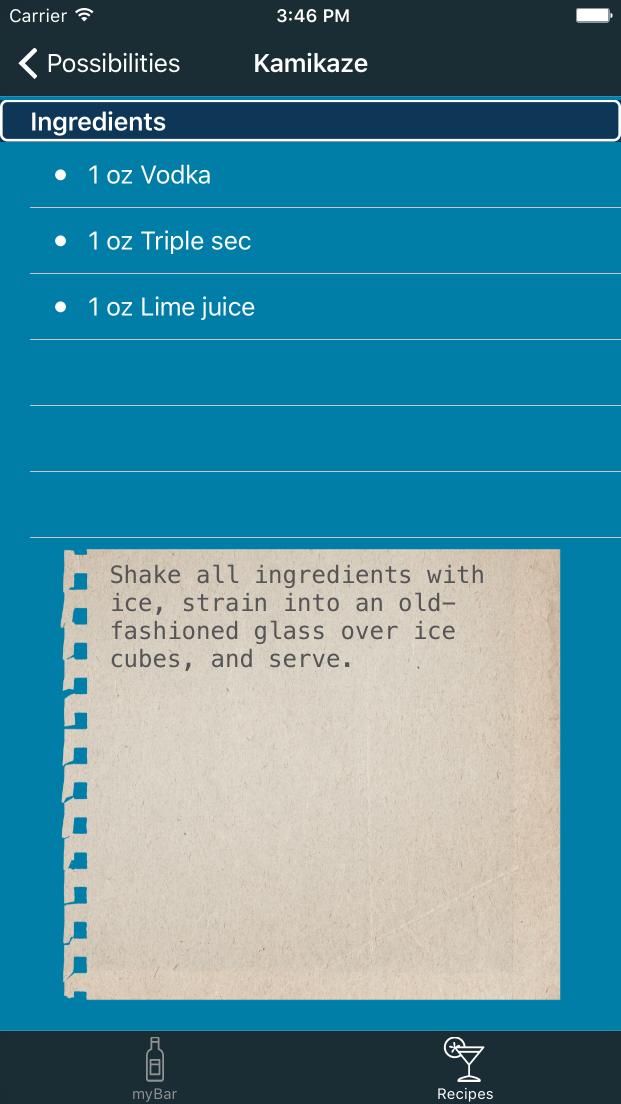 Carrier 3:46 PM
Possibilities Kamikaze
Ingredients
• 1 oz Vodka
• 1 oz Triple sec
• 1 oz Lime juice
Shake all ingredients with
ice, strain into an old-
fashioned glass over ice
cubes, and serve.
myBar Recipes